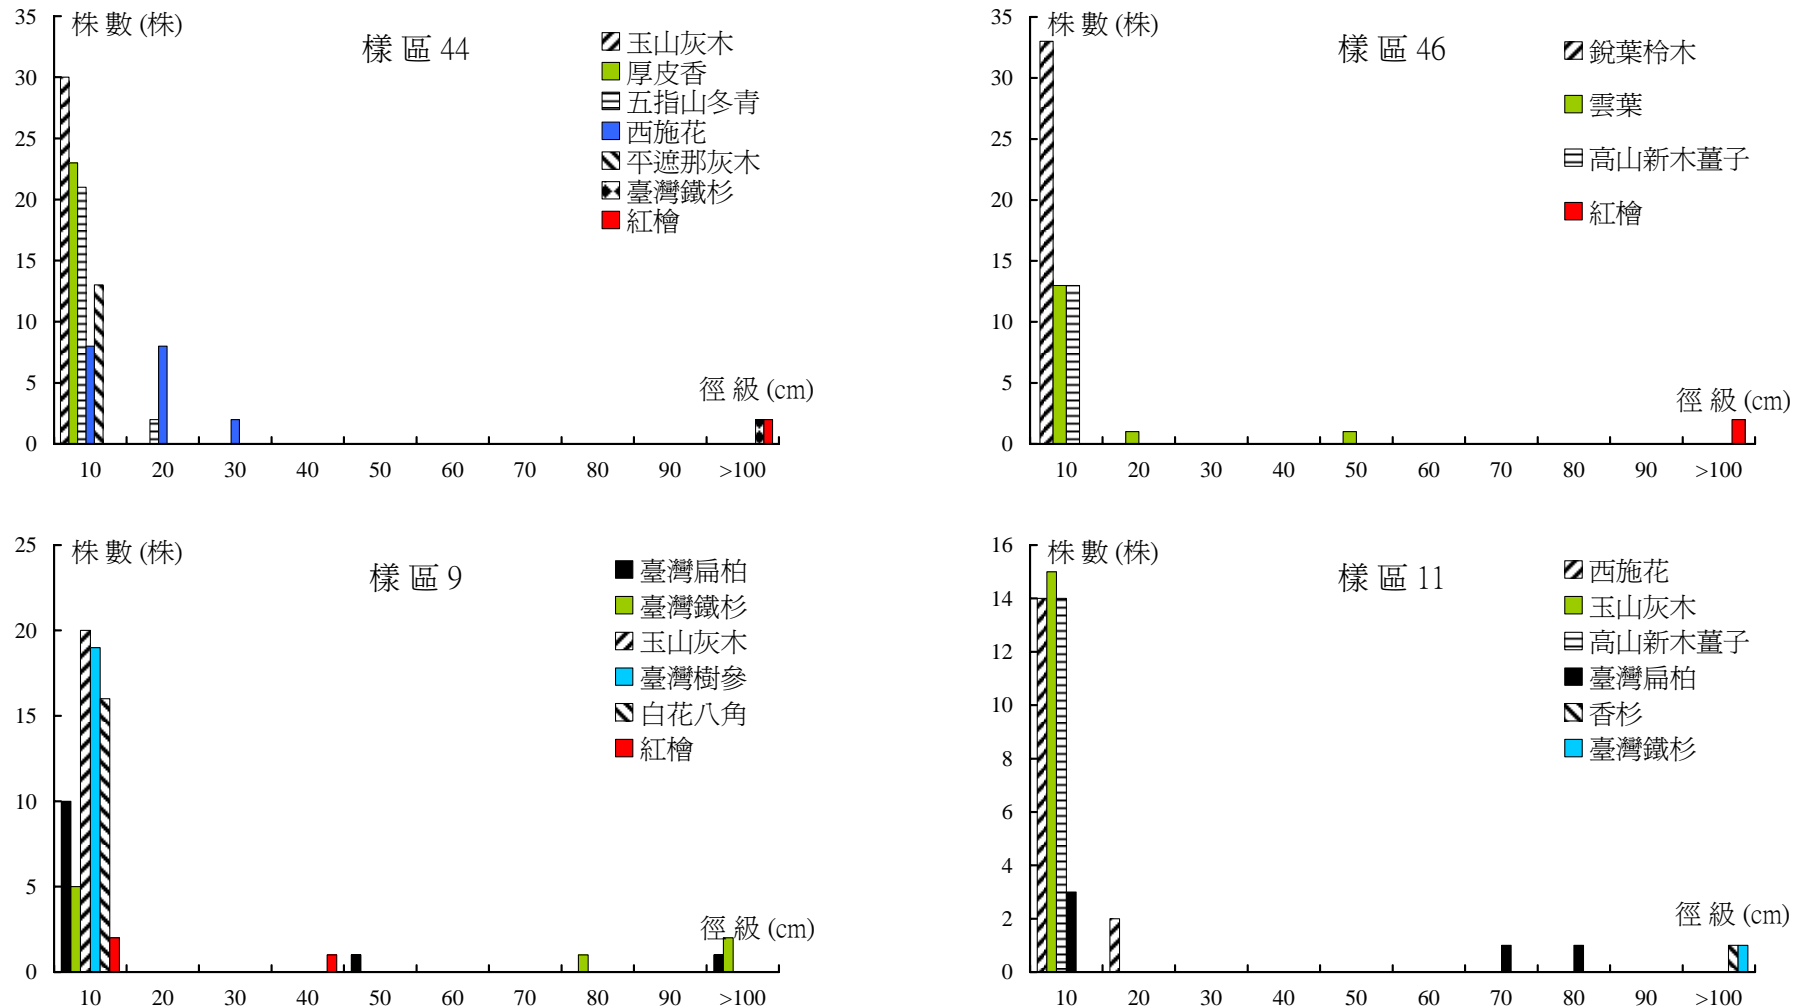 株數(株)
樣區44
玉山灰木
厚皮香
五指山冬青
西施花
平遮那灰木
臺灣鐵杉
紅檜
35
30
25
20
15
10
5
0
徑級(cm)
10 20 30 40 50 60 70 80 90 >100
株數(株)
樣區46
銳葉柃木
雲葉
高山新木薑子
紅檜
35
30
25
20
15
10
5
0
徑級(cm)
10 20 30 40 50 60 70 80 90 >100
株數(株)
樣區9
臺灣扁柏
臺灣鐵杉
玉山灰木
臺灣樹參
白花八角
紅檜
25
20
15
10
5
0
徑級(cm)
10 20 30 40 50 60 70 80 90 >100
株數(株)
樣區11
西施花
玉山灰木
高山新木薑子
臺灣扁柏
香杉
臺灣鐵杉
16
14
12
10
8
6
4
2
0
徑級(cm)
10 20 30 40 50 60 70 80 90 >100